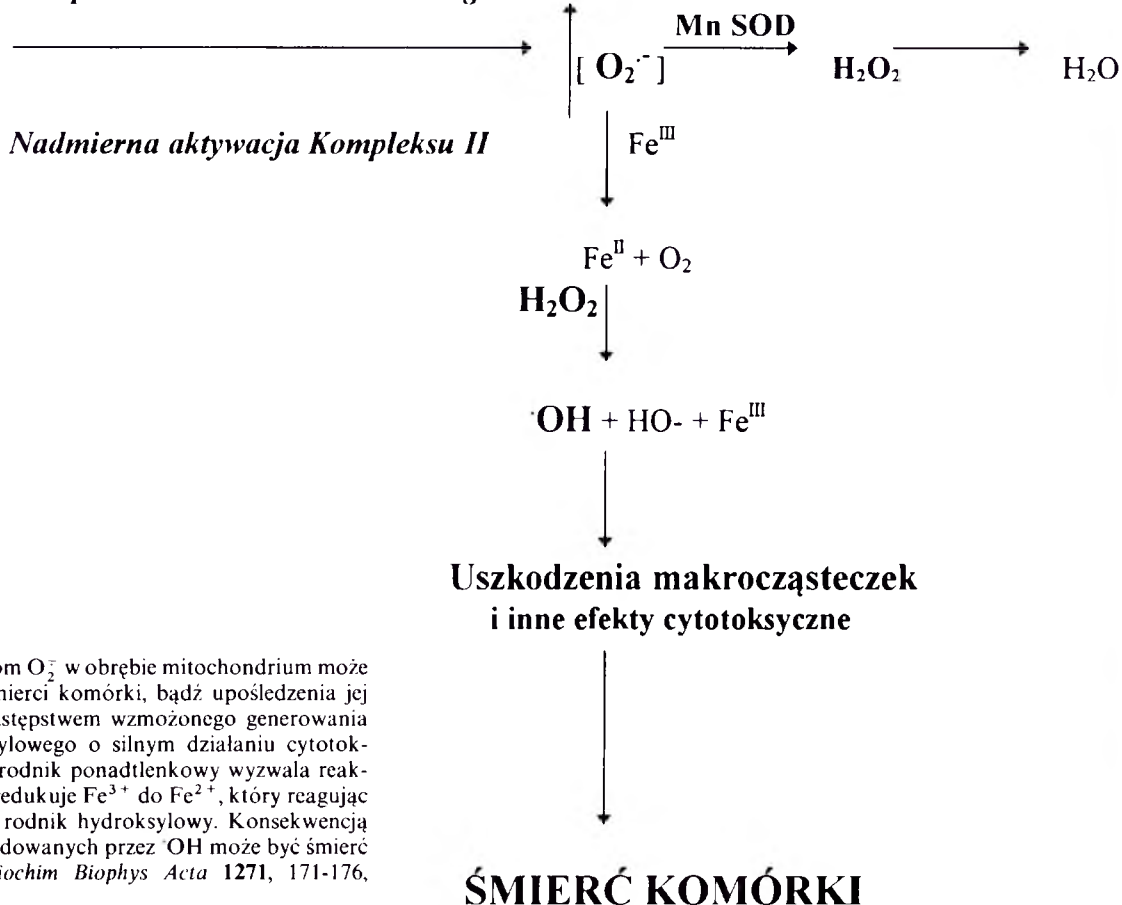 Mn SOD
[ O₂·⁻ ] H₂O₂ H₂O
Nadmierna aktywacja Kompleksu II
Fe^III
Fe^II + O₂
H₂O₂
·OH + HO- + Fe^III
Uszkodzenia makrocząsteczek
i inne efekty cytotoksyczne
om O₂⁻ w obrębie mitochondrium może
mierci komórki, bądź upośledzenia jej
astępstwem wzmożonego generowania
ylowego o silnym działaniu cytotok-
rodnik ponadtlenkowy wyzwala reak-
edukuje Fe³⁺ do Fe²⁺, który reagując
rodnik hydroksylowy. Konsekwencją
dowanych przez ·OH może być śmierć
iochim Biophys Acta 1271, 171-176,
ŚMIERĆ KOMÓRKI